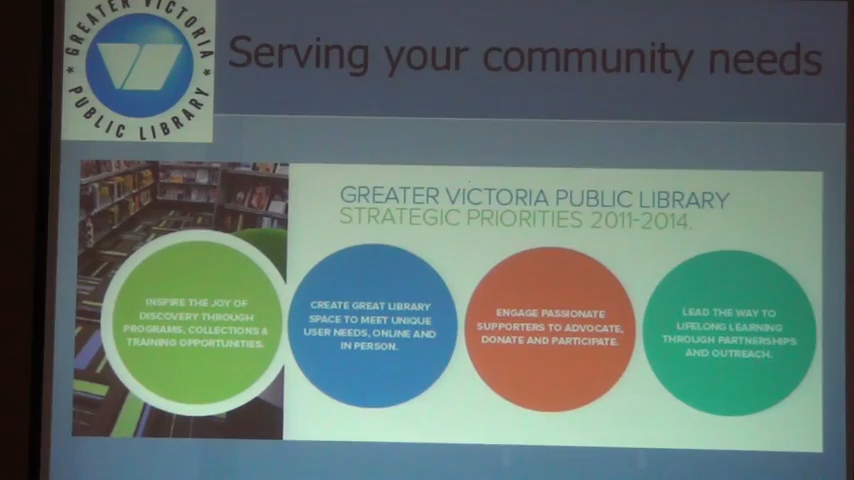 GREATER VICTORIA
★ PUBLIC LIBRARY ★
Serving your community needs
GREATER VICTORIA PUBLIC LIBRARY
STRATEGIC PRIORITIES 2011-2014.
INSPIRE THE JOY OF
DISCOVERY THROUGH
PROGRAMS, COLLECTIONS &
TRAINING OPPORTUNITIES.
CREATE GREAT LIBRARY
SPACE TO MEET UNIQUE
USER NEEDS, ONLINE AND
IN PERSON.
ENGAGE PASSIONATE
SUPPORTERS TO ADVOCATE,
DONATE AND PARTICIPATE.
LEAD THE WAY TO
LIFELONG LEARNING
THROUGH PARTNERSHIPS
AND OUTREACH.